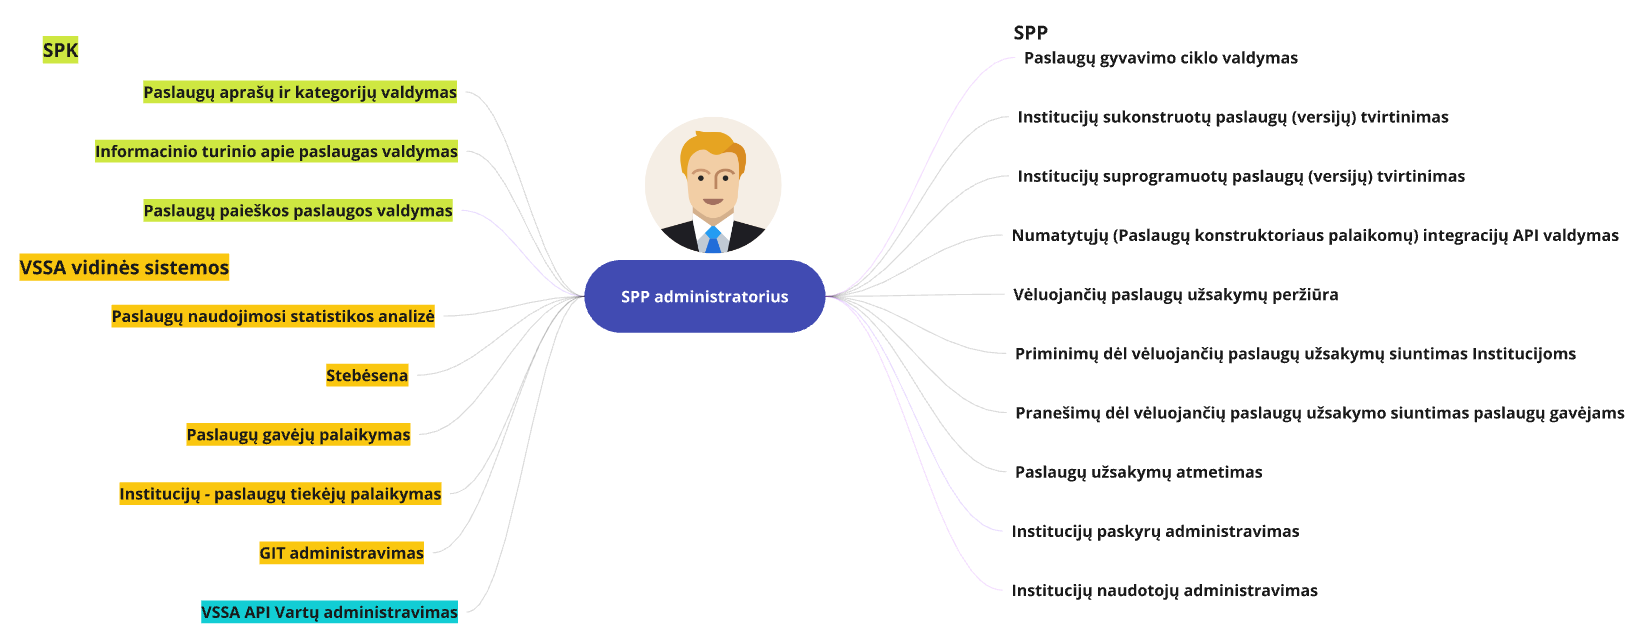 SPK
Paslaugų aprašų ir kategorijų valdymas
Informacinio turinio apie paslaugas valdymas
Paslaugų paieškos paslaugos valdymas
VSSA vidinės sistemos
Paslaugų naudojimosi statistikos analizė
Stebėsena
Paslaugų gavėjų palaikymas
Institucijų - paslaugų tiekėjų palaikymas
GIT administravimas
VSSA API Vartų administravimas
SPP administratorius
SPP
Paslaugų gyvavimo ciklo valdymas
Institucijų sukonstruotų paslaugų (versijų) tvirtinimas
Institucijų suprogramuotų paslaugų (versijų) tvirtinimas
Numatytųjų (Paslaugų konstruktoriaus palaikomų) integracijų API valdymas
Vėluojančių paslaugų užsakymų peržiūra
Priminimų dėl vėluojančių paslaugų užsakymų siuntimas Institucijoms
Pranešimų dėl vėluojančių paslaugų užsakymo siuntimas paslaugų gavėjams
Paslaugų užsakymų atmetimas
Institucijų paskyrų administravimas
Institucijų naudotojų administravimas